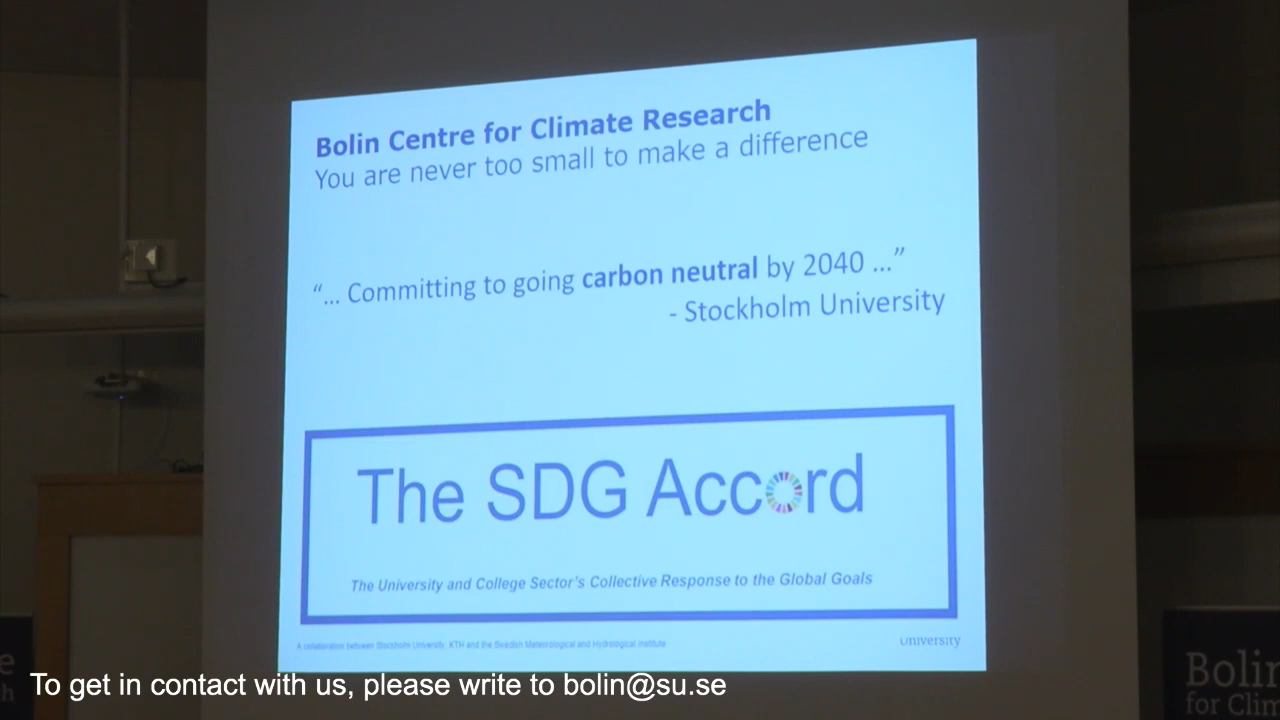 Bolin Centre for Climate Research
You are never too small to make a difference
“... Committing to going carbon neutral by 2040 ...”
- Stockholm University
The SDG Accord
The University and College Sector's Collective Response to the Global Goals
A collaboration between Stockholm University, KTH and the Swedish Meteorological and Hydrological Institute
University
To get in contact with us, please write to bolin@su.se
Bolin
for Clim